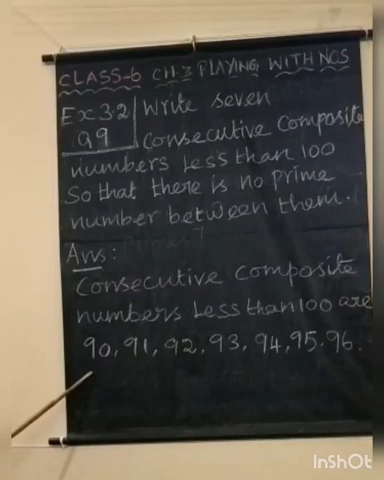 CLASS-6 CH-3 PLAYING WITH NOS
Ex 3.2 Write seven
Q9 Consecutive Composite
numbers Less than 100
So that there is no prime
number between them.
Ans:
Consecutive composite
numbers Less than 100 are
90, 91, 92, 93, 94, 95, 96.
InShOt